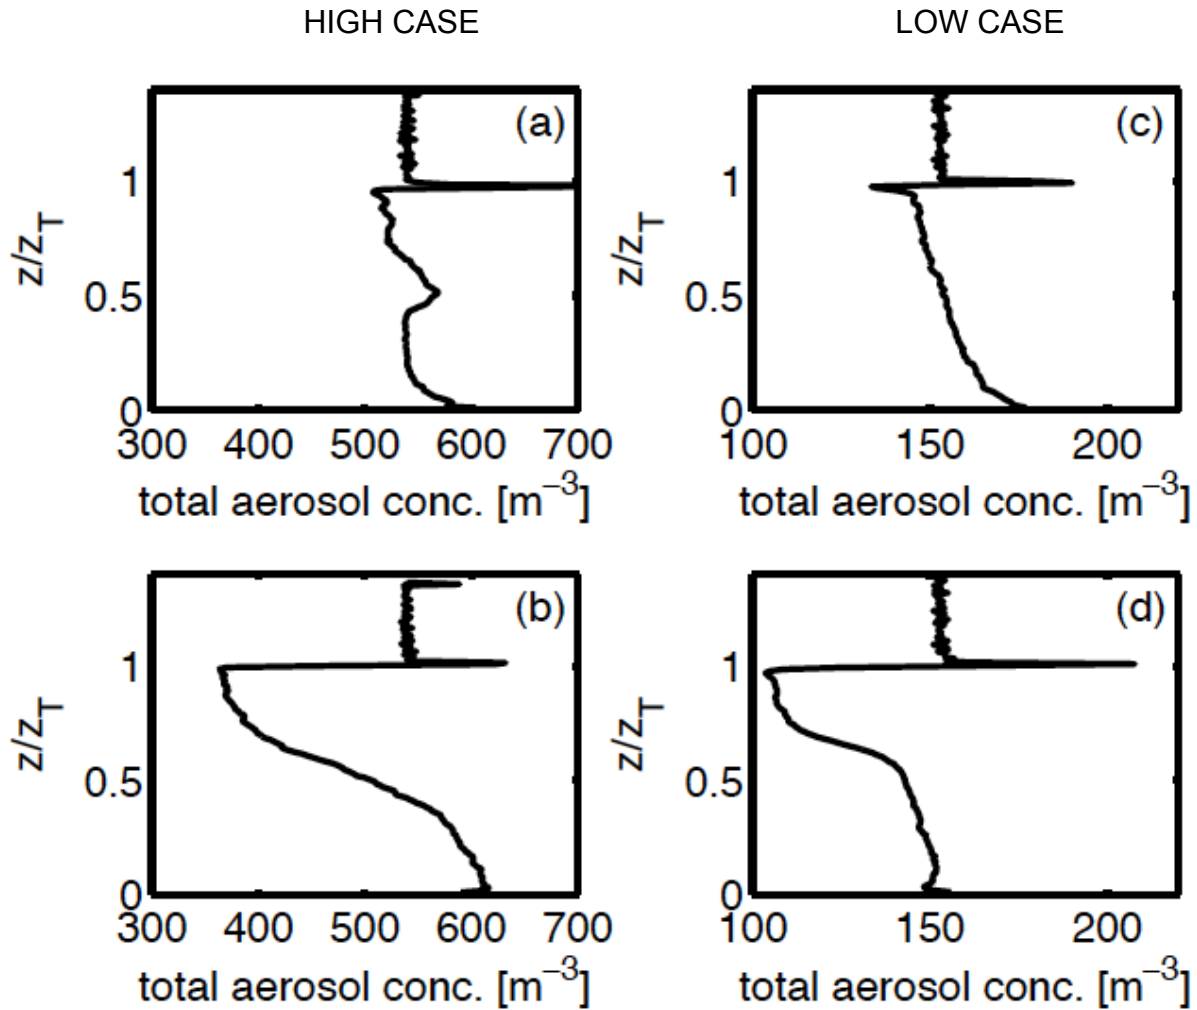 HIGH CASE
LOW CASE
(a)
1
0.5
0
z/z_T
300 400 500 600 700
total aerosol conc. [m⁻³]
(c)
1
0.5
0
z/z_T
100 150 200
total aerosol conc. [m⁻³]
(b)
1
0.5
0
z/z_T
300 400 500 600 700
total aerosol conc. [m⁻³]
(d)
1
0.5
0
z/z_T
100 150 200
total aerosol conc. [m⁻³]